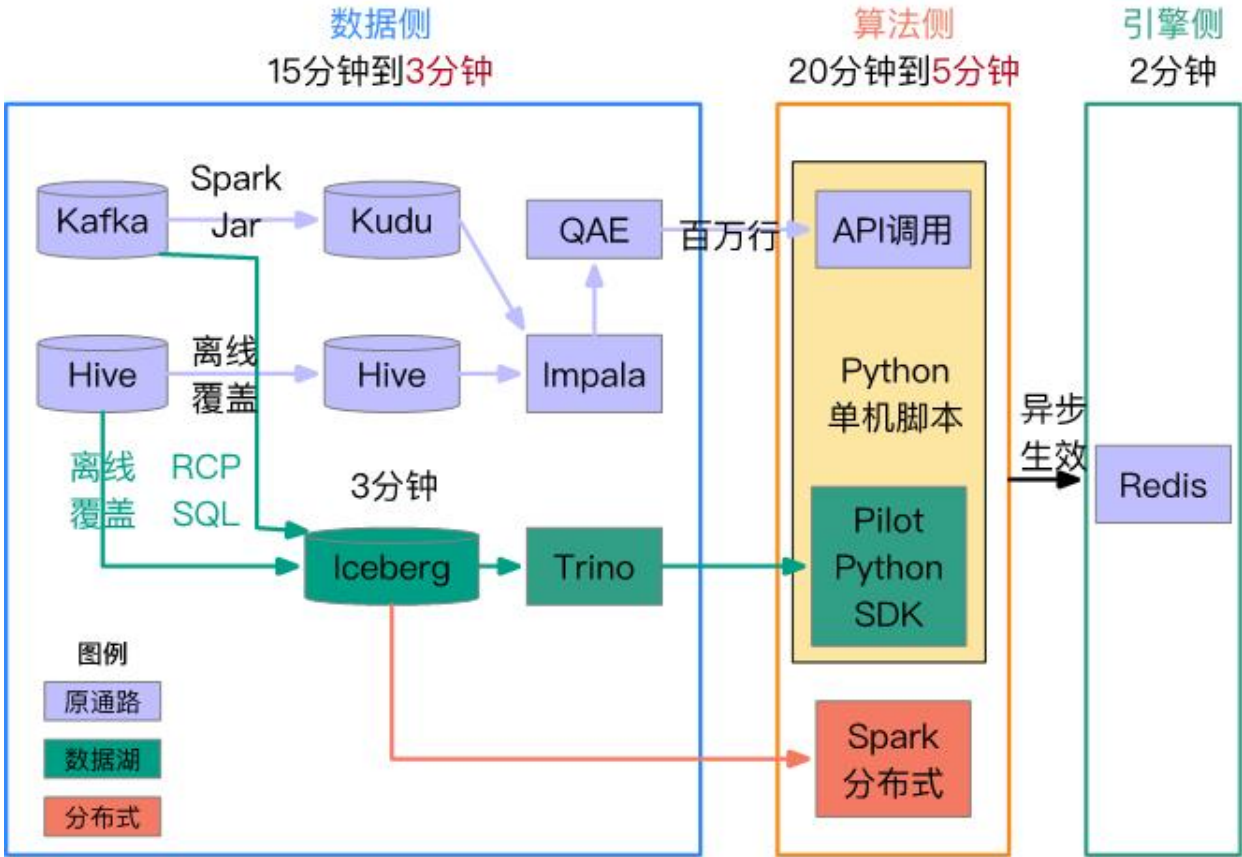 数据侧
15分钟到3分钟
算法侧
20分钟到5分钟
引擎侧
2分钟
Kafka
Spark
Jar
Kudu
QAE
百万行
API调用
Hive
离线
覆盖
Hive
Impala
Python
单机脚本
异步
生效
Redis
离线
覆盖
RCP
SQL
3分钟
Iceberg
Trino
Pilot
Python
SDK
图例
原通路
数据湖
分布式
Spark
分布式